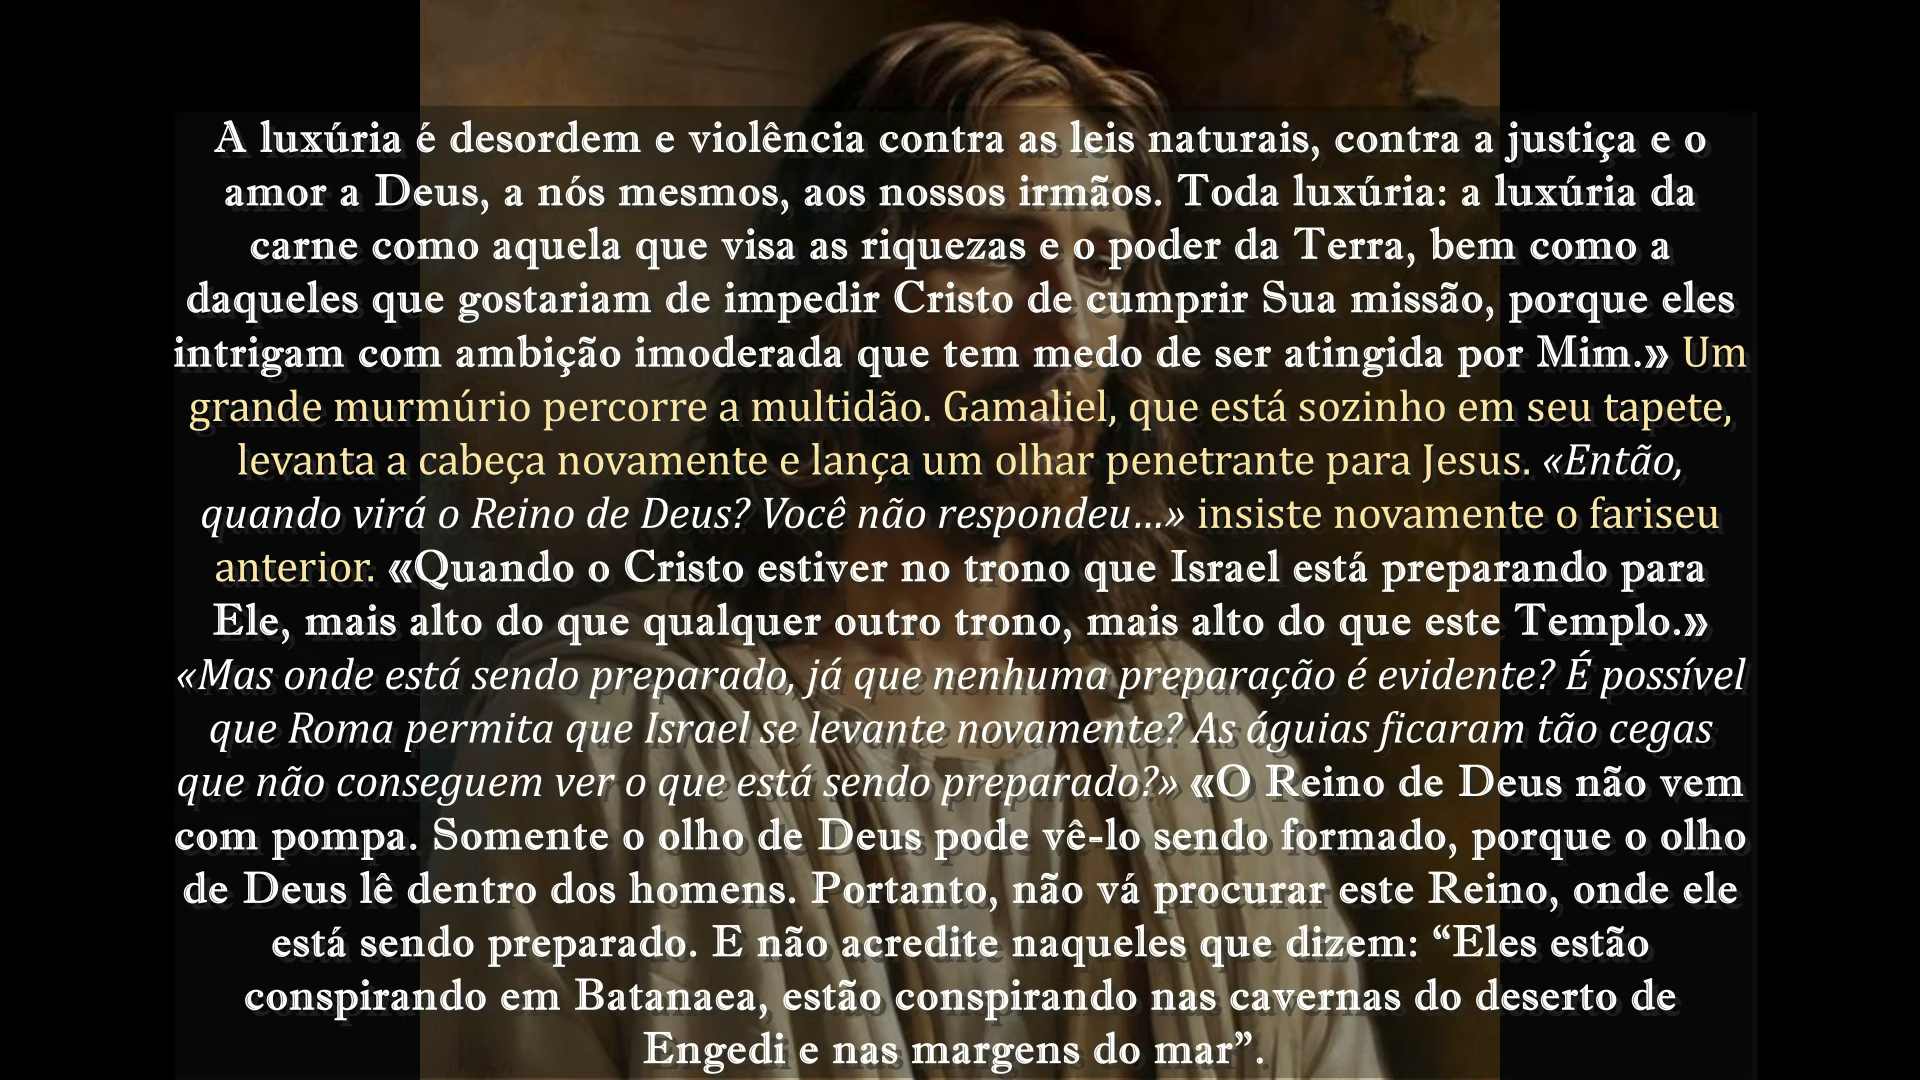 A luxúria é desordem e violência contra as leis naturais, contra a justiça e o
amor a Deus, a nós mesmos, aos nossos irmãos. Toda luxúria: a luxúria da
carne como aquela que visa as riquezas e o poder da Terra, bem como a
daqueles que gostariam de impedir Cristo de cumprir Sua missão, porque eles
intrigam com ambição imoderada que tem medo de ser atingida por Mim.» Um
grande murmúrio percorre a multidão. Gamaliel, que está sozinho em seu tapete,
levanta a cabeça novamente e lança um olhar penetrante para Jesus. «Então,
quando virá o Reino de Deus? Você não respondeu…» insiste novamente o fariseu
anterior. «Quando o Cristo estiver no trono que Israel está preparando para
Ele, mais alto do que qualquer outro trono, mais alto do que este Templo.»
«Mas onde está sendo preparado, já que nenhuma preparação é evidente? É possível
que Roma permita que Israel se levante novamente? As águias ficaram tão cegas
que não conseguem ver o que está sendo preparado?» «O Reino de Deus não vem
com pompa. Somente o olho de Deus pode vê-lo sendo formado, porque o olho
de Deus lê dentro dos homens. Portanto, não vá procurar este Reino, onde ele
está sendo preparado. E não acredite naqueles que dizem: “Eles estão
conspirando em Batanaea, estão conspirando nas cavernas do deserto de
Engedi e nas margens do mar”.